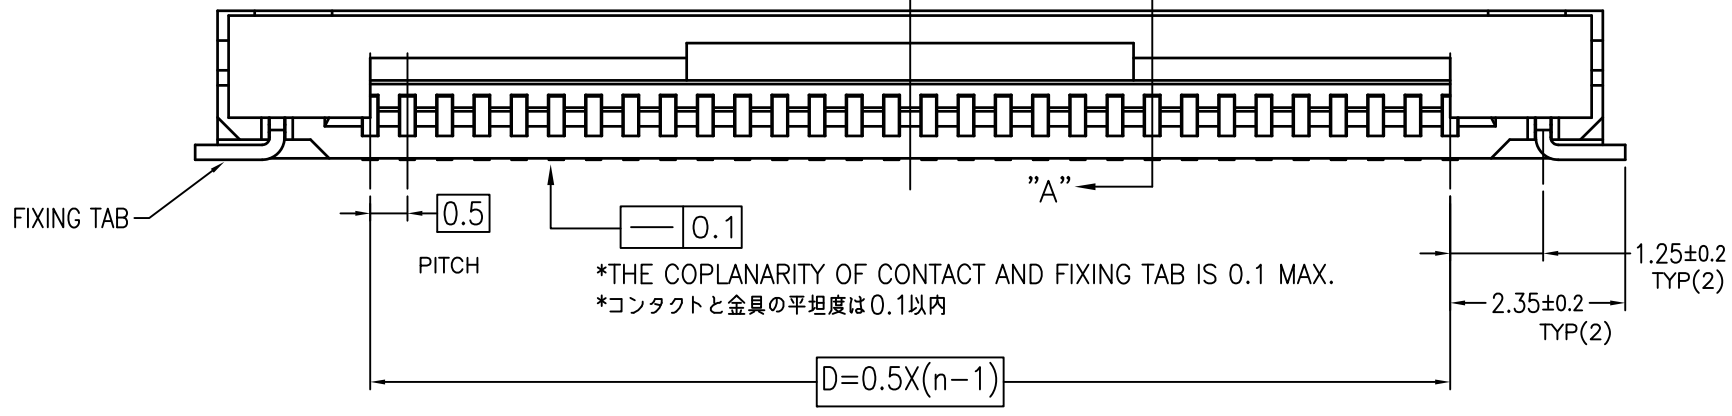 "A"
FIXING TAB
0.5
PITCH
0.1
*THE COPLANARITY OF CONTACT AND FIXING TAB IS 0.1 MAX.
*コンタクトと金具の平坦度は0.1以内
1.25±0.2
TYP(2)
2.35±0.2
TYP(2)
D=0.5X(n-1)